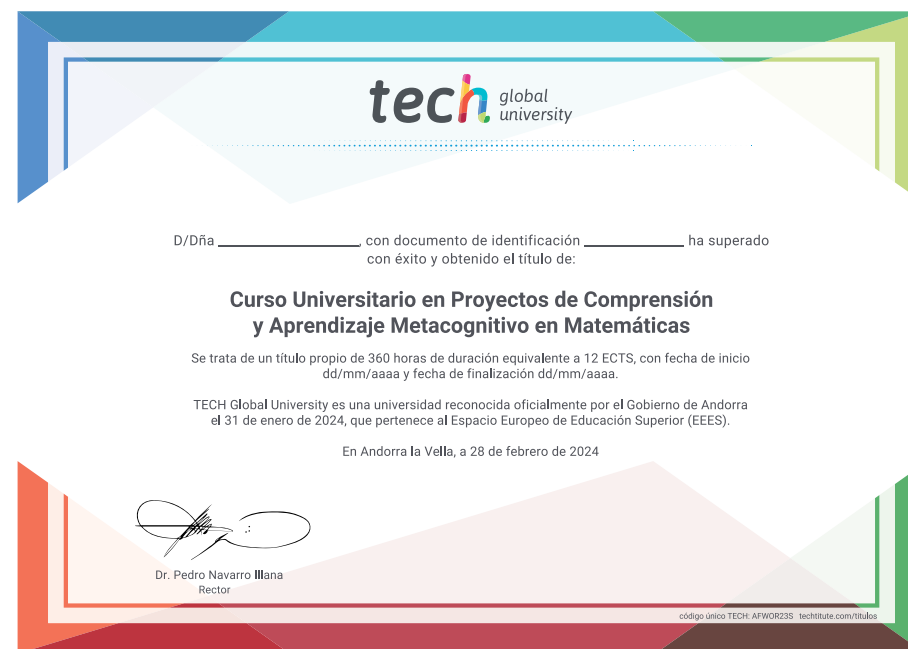 tech global university
D/Dña ____________________, con documento de identificación ______________ ha superado
con éxito y obtenido el título de:
Curso Universitario en Proyectos de Comprensión
y Aprendizaje Metacognitivo en Matemáticas
Se trata de un título propio de 360 horas de duración equivalente a 12 ECTS, con fecha de inicio
dd/mm/aaaa y fecha de finalización dd/mm/aaaa.
TECH Global University es una universidad reconocida oficialmente por el Gobierno de Andorra
el 31 de enero de 2024, que pertenece al Espacio Europeo de Educación Superior (EEES).
En Andorra la Vella, a 28 de febrero de 2024
Dr. Pedro Navarro Illana
Rector
código único TECH: AFWOR23S techtitute.com/titulos